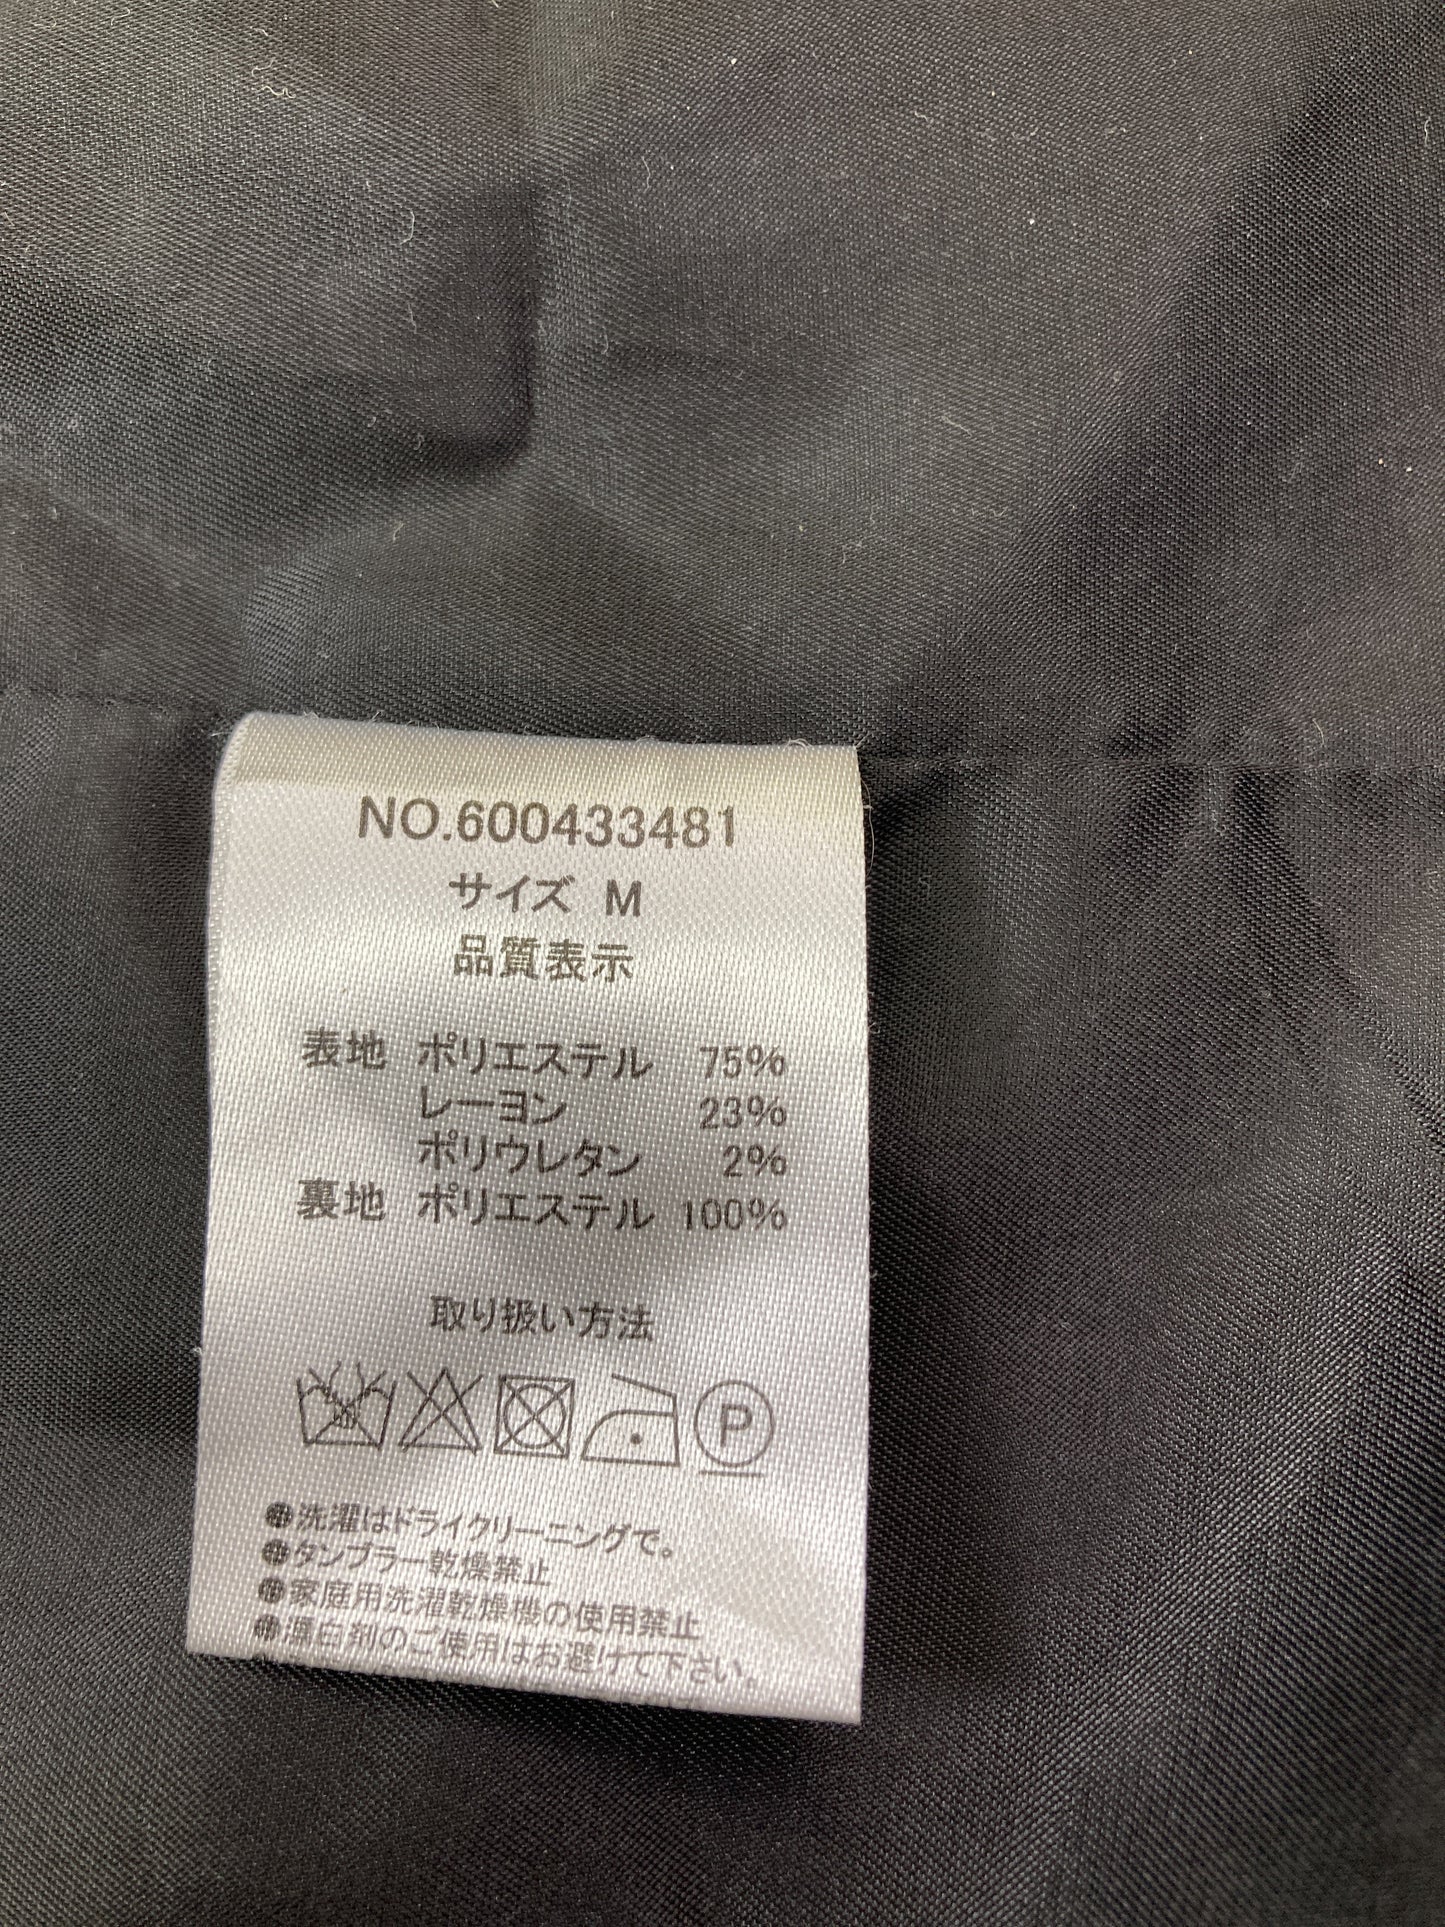 NO.600433481
サイズ M
品質表示
表地 ポリエステル 75%
レーヨン 23%
ポリウレタン 2%
裏地 ポリエステル 100%
取り扱い方法
P
●洗濯はドライクリーニングで。
●タンブラー乾燥禁止
●家庭用洗濯乾燥機の使用禁止
●漂白剤のご使用はお避けて下さい。